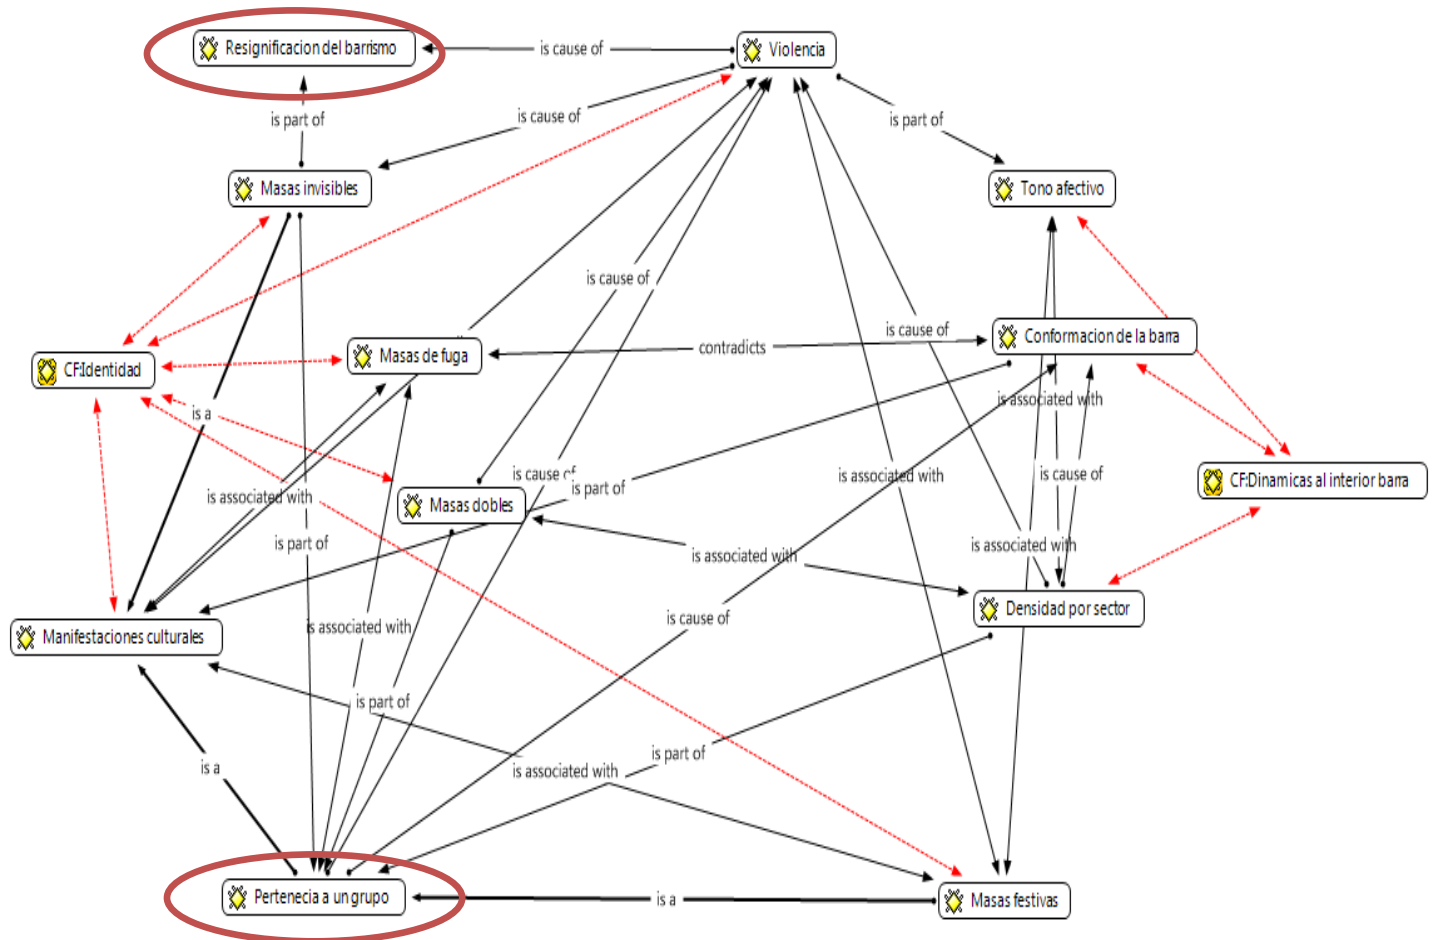 Resignificacion del barrismo
is cause of
Violencia
is part of
is cause of
is part of
Masas invisibles
Tono afectivo
is cause of
is cause of
Conformacion de la barra
contradicts
Masas de fuga
CF:Identidad
is associated with
is a
is cause of
is part of
is associated with
is cause of
CF:Dinamicas al interior barra
is associated with
Masas dobles
is part of
is associated with
is associated with
Densidad por sector
is cause of
is associated with
Manifestaciones culturales
is part of
is part of
is a
is associated with
Pertenecia a un grupo
is a
Masas festivas